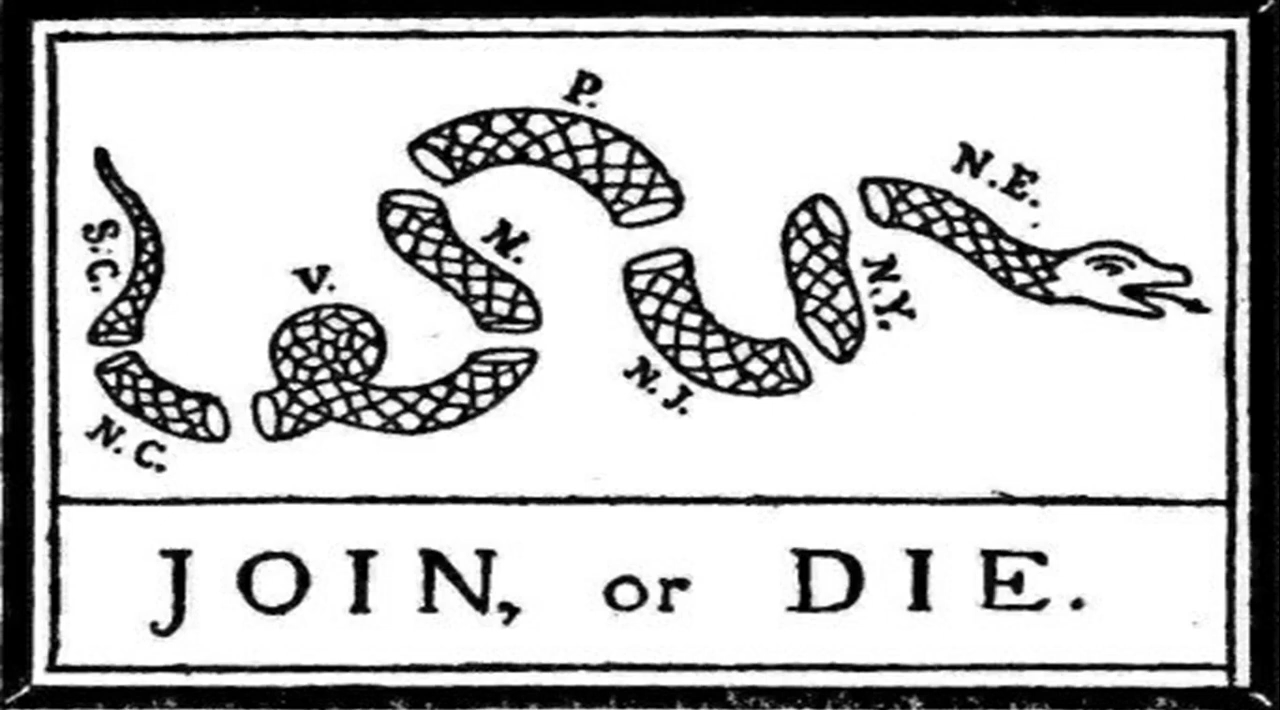 P.
N.E.
S.C.
N.
V.
N.Y.
N.J.
N.C.
JOIN, or DIE.